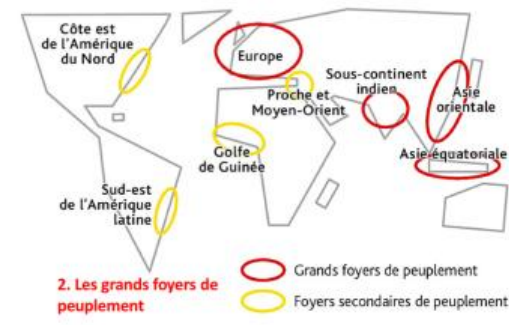 Côte est
de l'Amérique
du Nord
Europe
Proche et
Moyen-Orient
Sous-continent
indien
Asie
orientale
Asie équatoriale
Golfe
de Guinée
Sud-est
de l'Amérique
latine
2. Les grands foyers de
peuplement
Grands foyers de peuplement
Foyers secondaires de peuplement